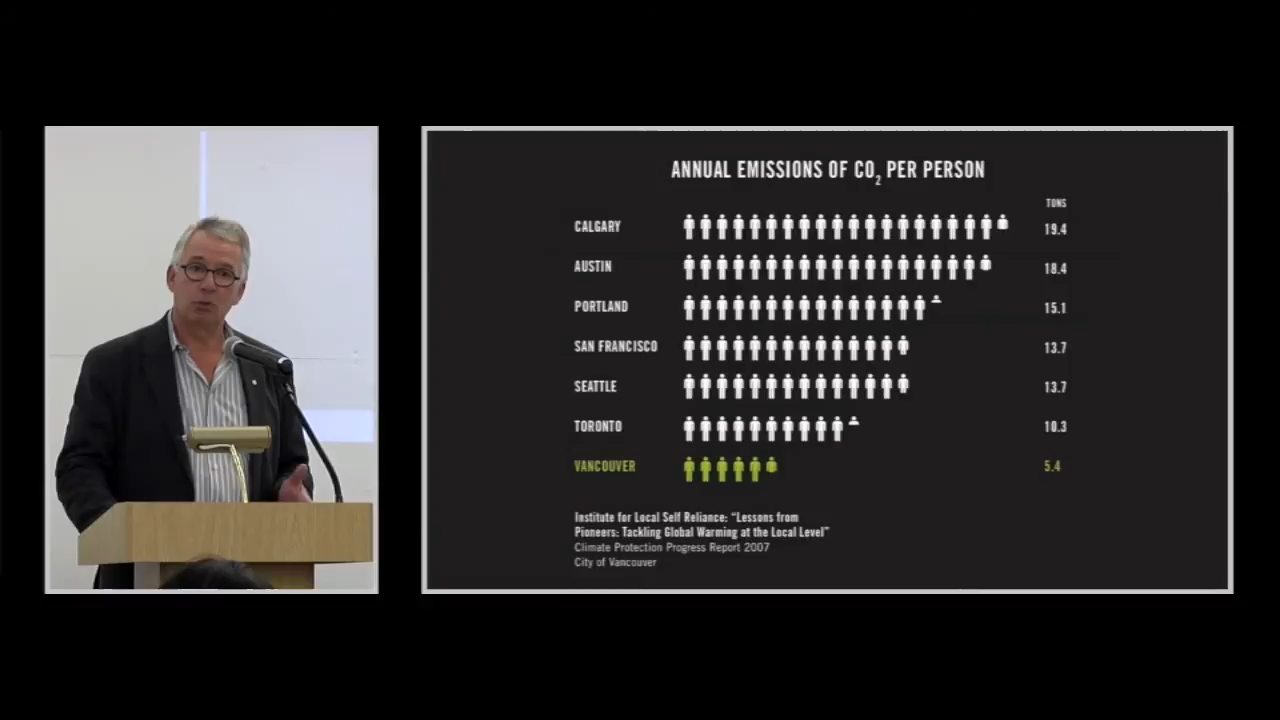 ANNUAL EMISSIONS OF CO₂ PER PERSON
TONS
CALGARY 19.4
AUSTIN 18.4
PORTLAND 15.1
SAN FRANCISCO 13.7
SEATTLE 13.7
TORONTO 10.3
VANCOUVER 5.4
Institute for Local Self Reliance: “Lessons from
Pioneers: Tackling Global Warming at the Local Level”
Climate Protection Progress Report 2007
City of Vancouver